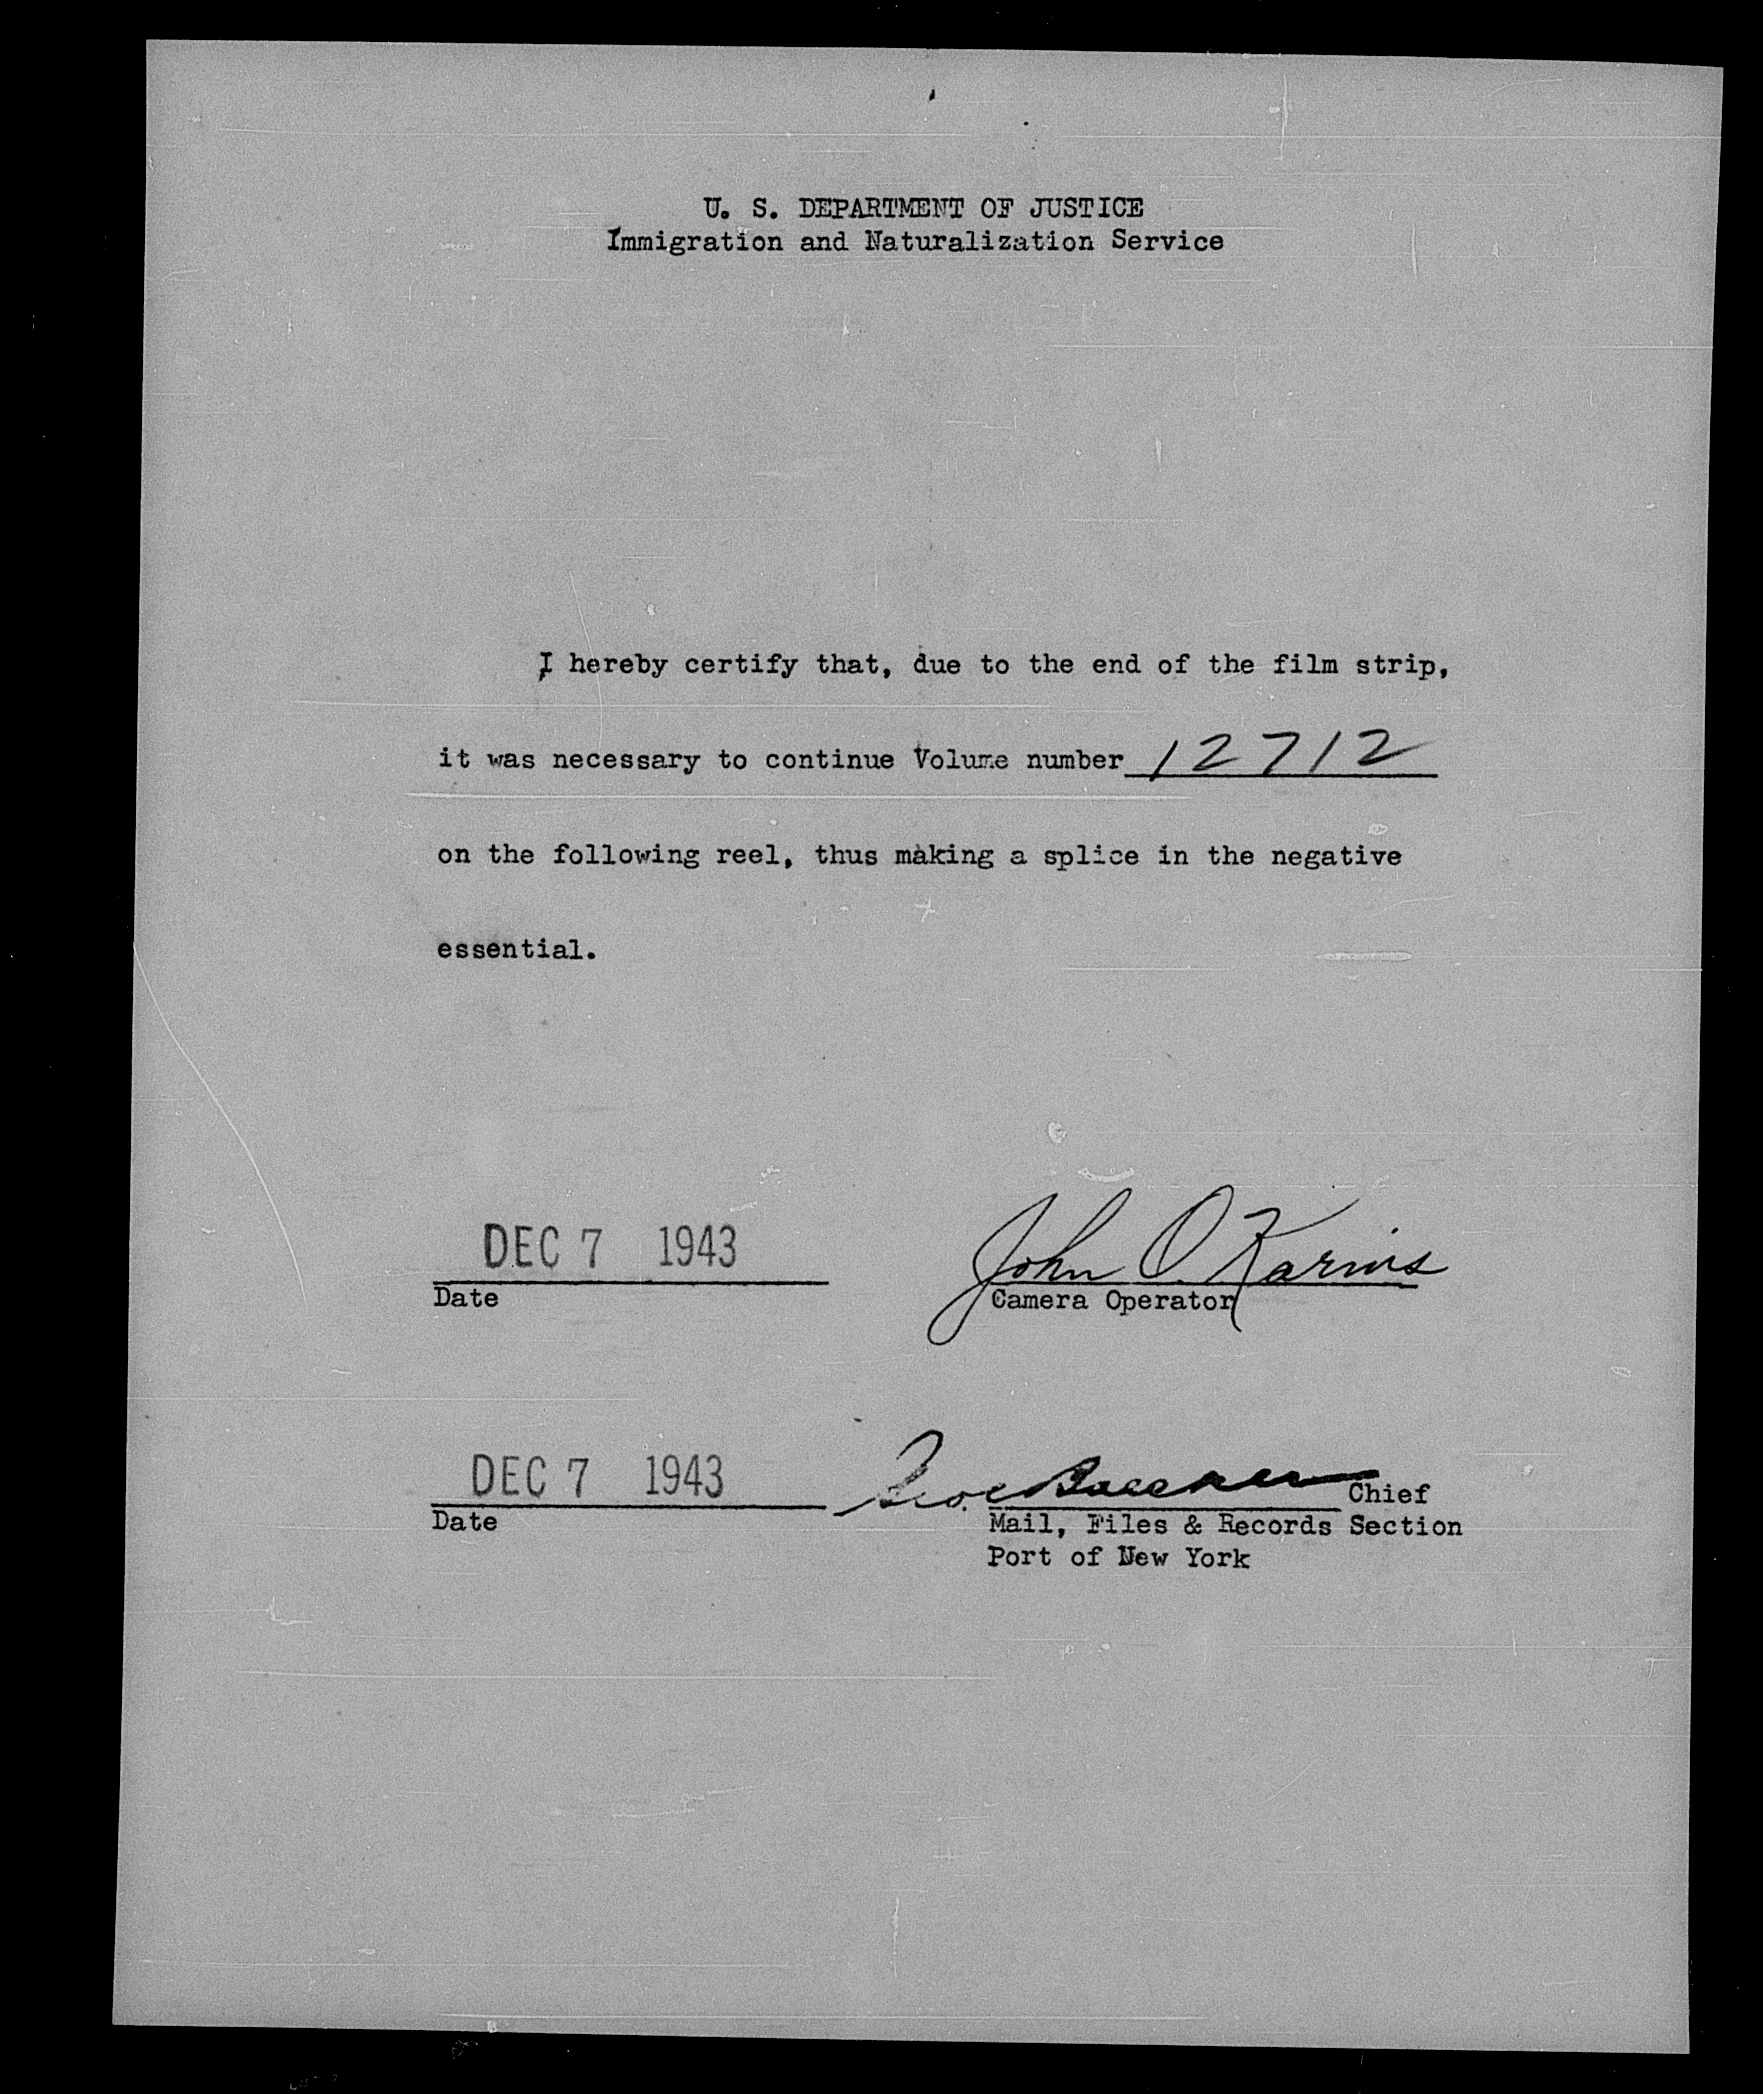 U. S. DEPARTMENT OF JUSTICE
Immigration and Naturalization Service
I hereby certify that, due to the end of the film strip,
it was necessary to continue Volume number 12712
on the following reel, thus making a splice in the negative
essential.
DEC 7 1943 John O.
Date Camera Operator
DEC 7 1943 Geo. Chief
Date Mail, Files & Records Section
Port of New York